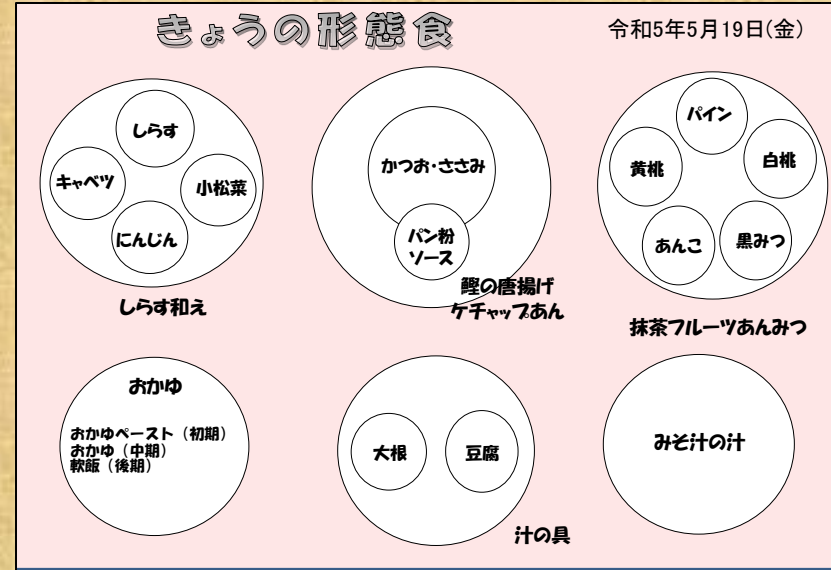 きょうの形態食
令和5年5月19日(金)
しらす
キャベツ
小松菜
にんじん
しらす和え
かつお・ささみ
パン粉
ソース
鰹の唐揚げ
ケチャップあん
パイン
黄桃
白桃
あんこ
黒みつ
抹茶フルーツあんみつ
おかゆ
おかゆペースト（初期）
おかゆ（中期）
軟飯（後期）
大根
豆腐
汁の具
みそ汁の汁